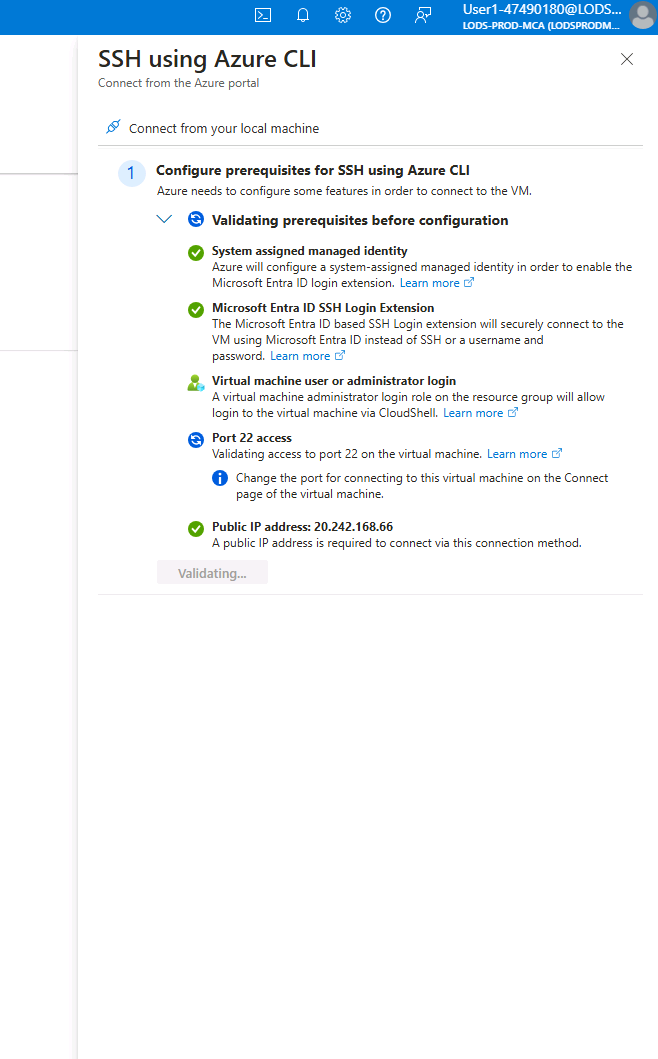 User1-47490180@LODS...
LODS-PROD-MCA (LODSPRODM...
SSH using Azure CLI
Connect from the Azure portal
Connect from your local machine
1
Configure prerequisites for SSH using Azure CLI
Azure needs to configure some features in order to connect to the VM.
Validating prerequisites before configuration
System assigned managed identity
Azure will configure a system-assigned managed identity in order to enable the
Microsoft Entra ID login extension. Learn more
Microsoft Entra ID SSH Login Extension
The Microsoft Entra ID based SSH Login extension will securely connect to the
VM using Microsoft Entra ID instead of SSH or a username and
password. Learn more
Virtual machine user or administrator login
A virtual machine administrator login role on the resource group will allow
login to the virtual machine via CloudShell. Learn more
Port 22 access
Validating access to port 22 on the virtual machine. Learn more
Change the port for connecting to this virtual machine on the Connect
page of the virtual machine.
Public IP address: 20.242.168.66
A public IP address is required to connect via this connection method.
Validating...